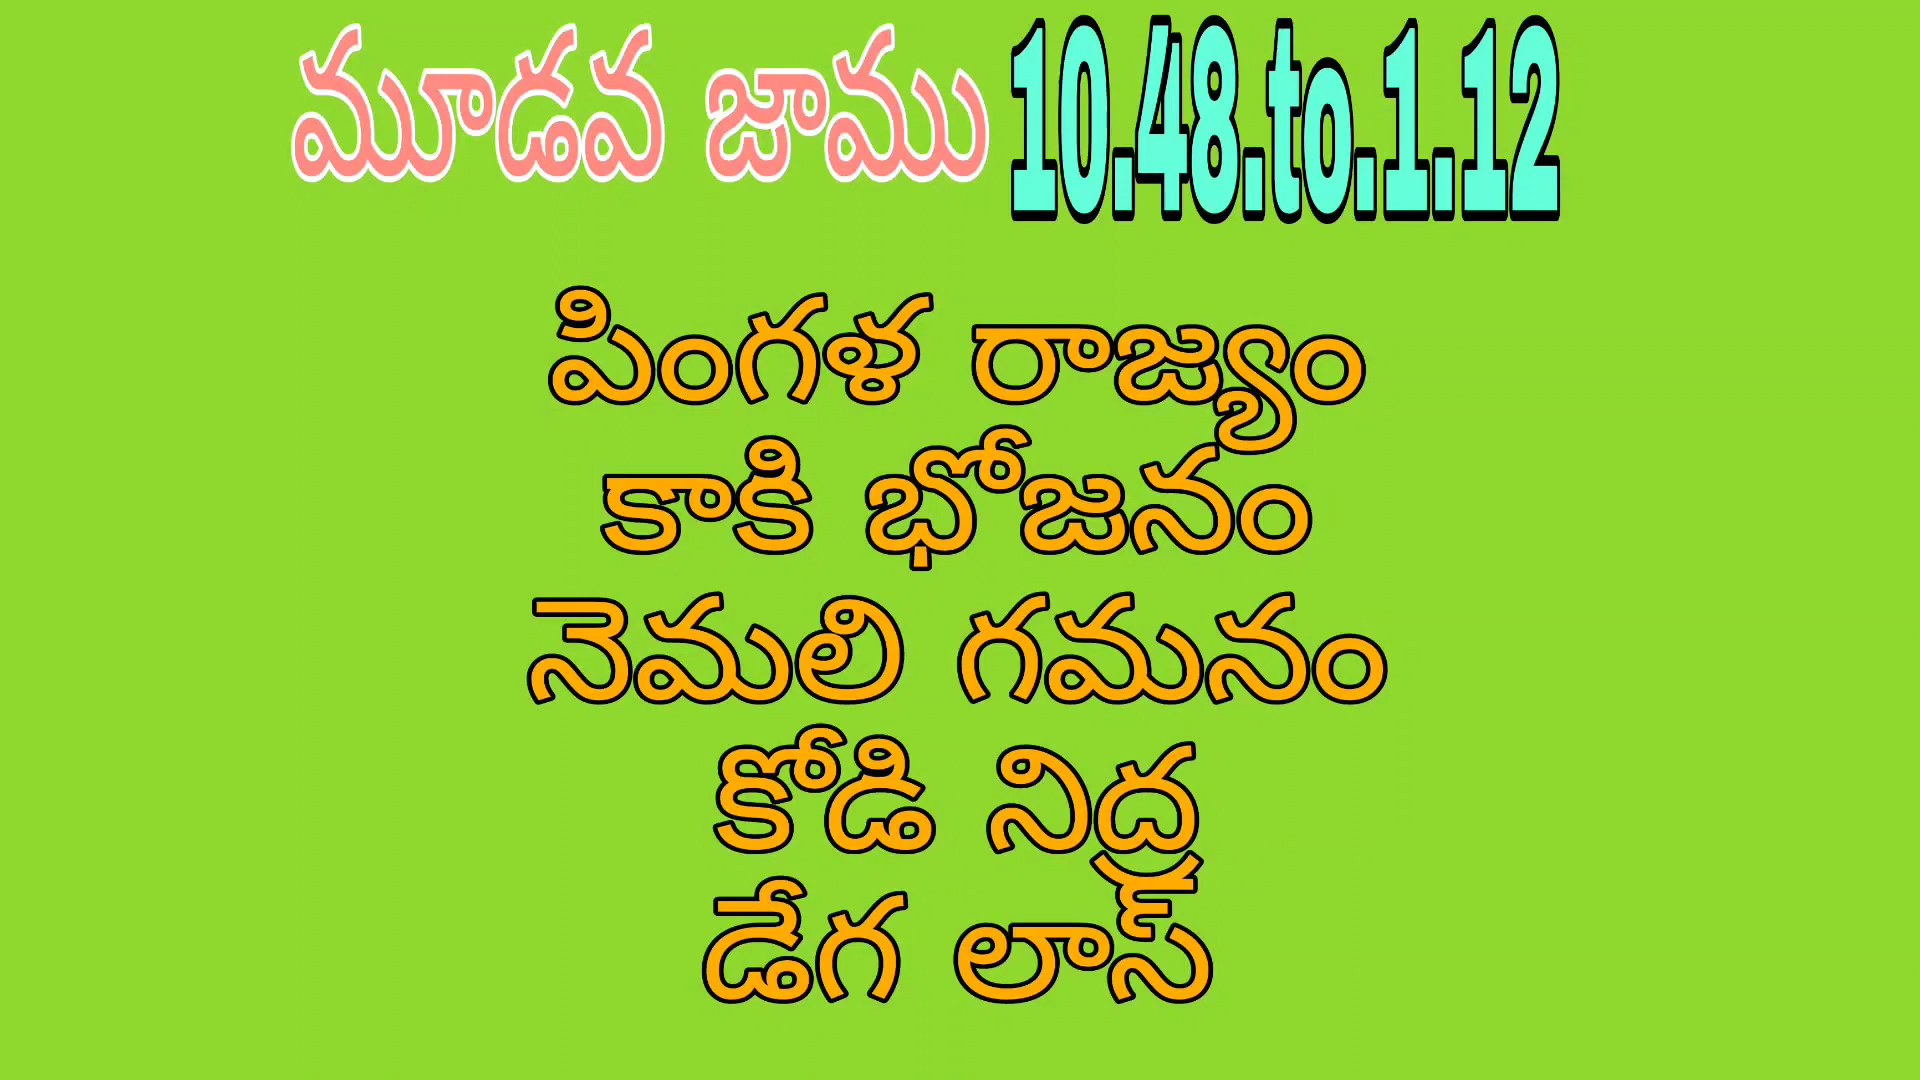 మూడవ జాము 10.48.to.1.12
పింగళ రాజ్యం
కాకి భోజనం
నెమలి గమనం
కోడి నిద్ర
డేగ లాస్